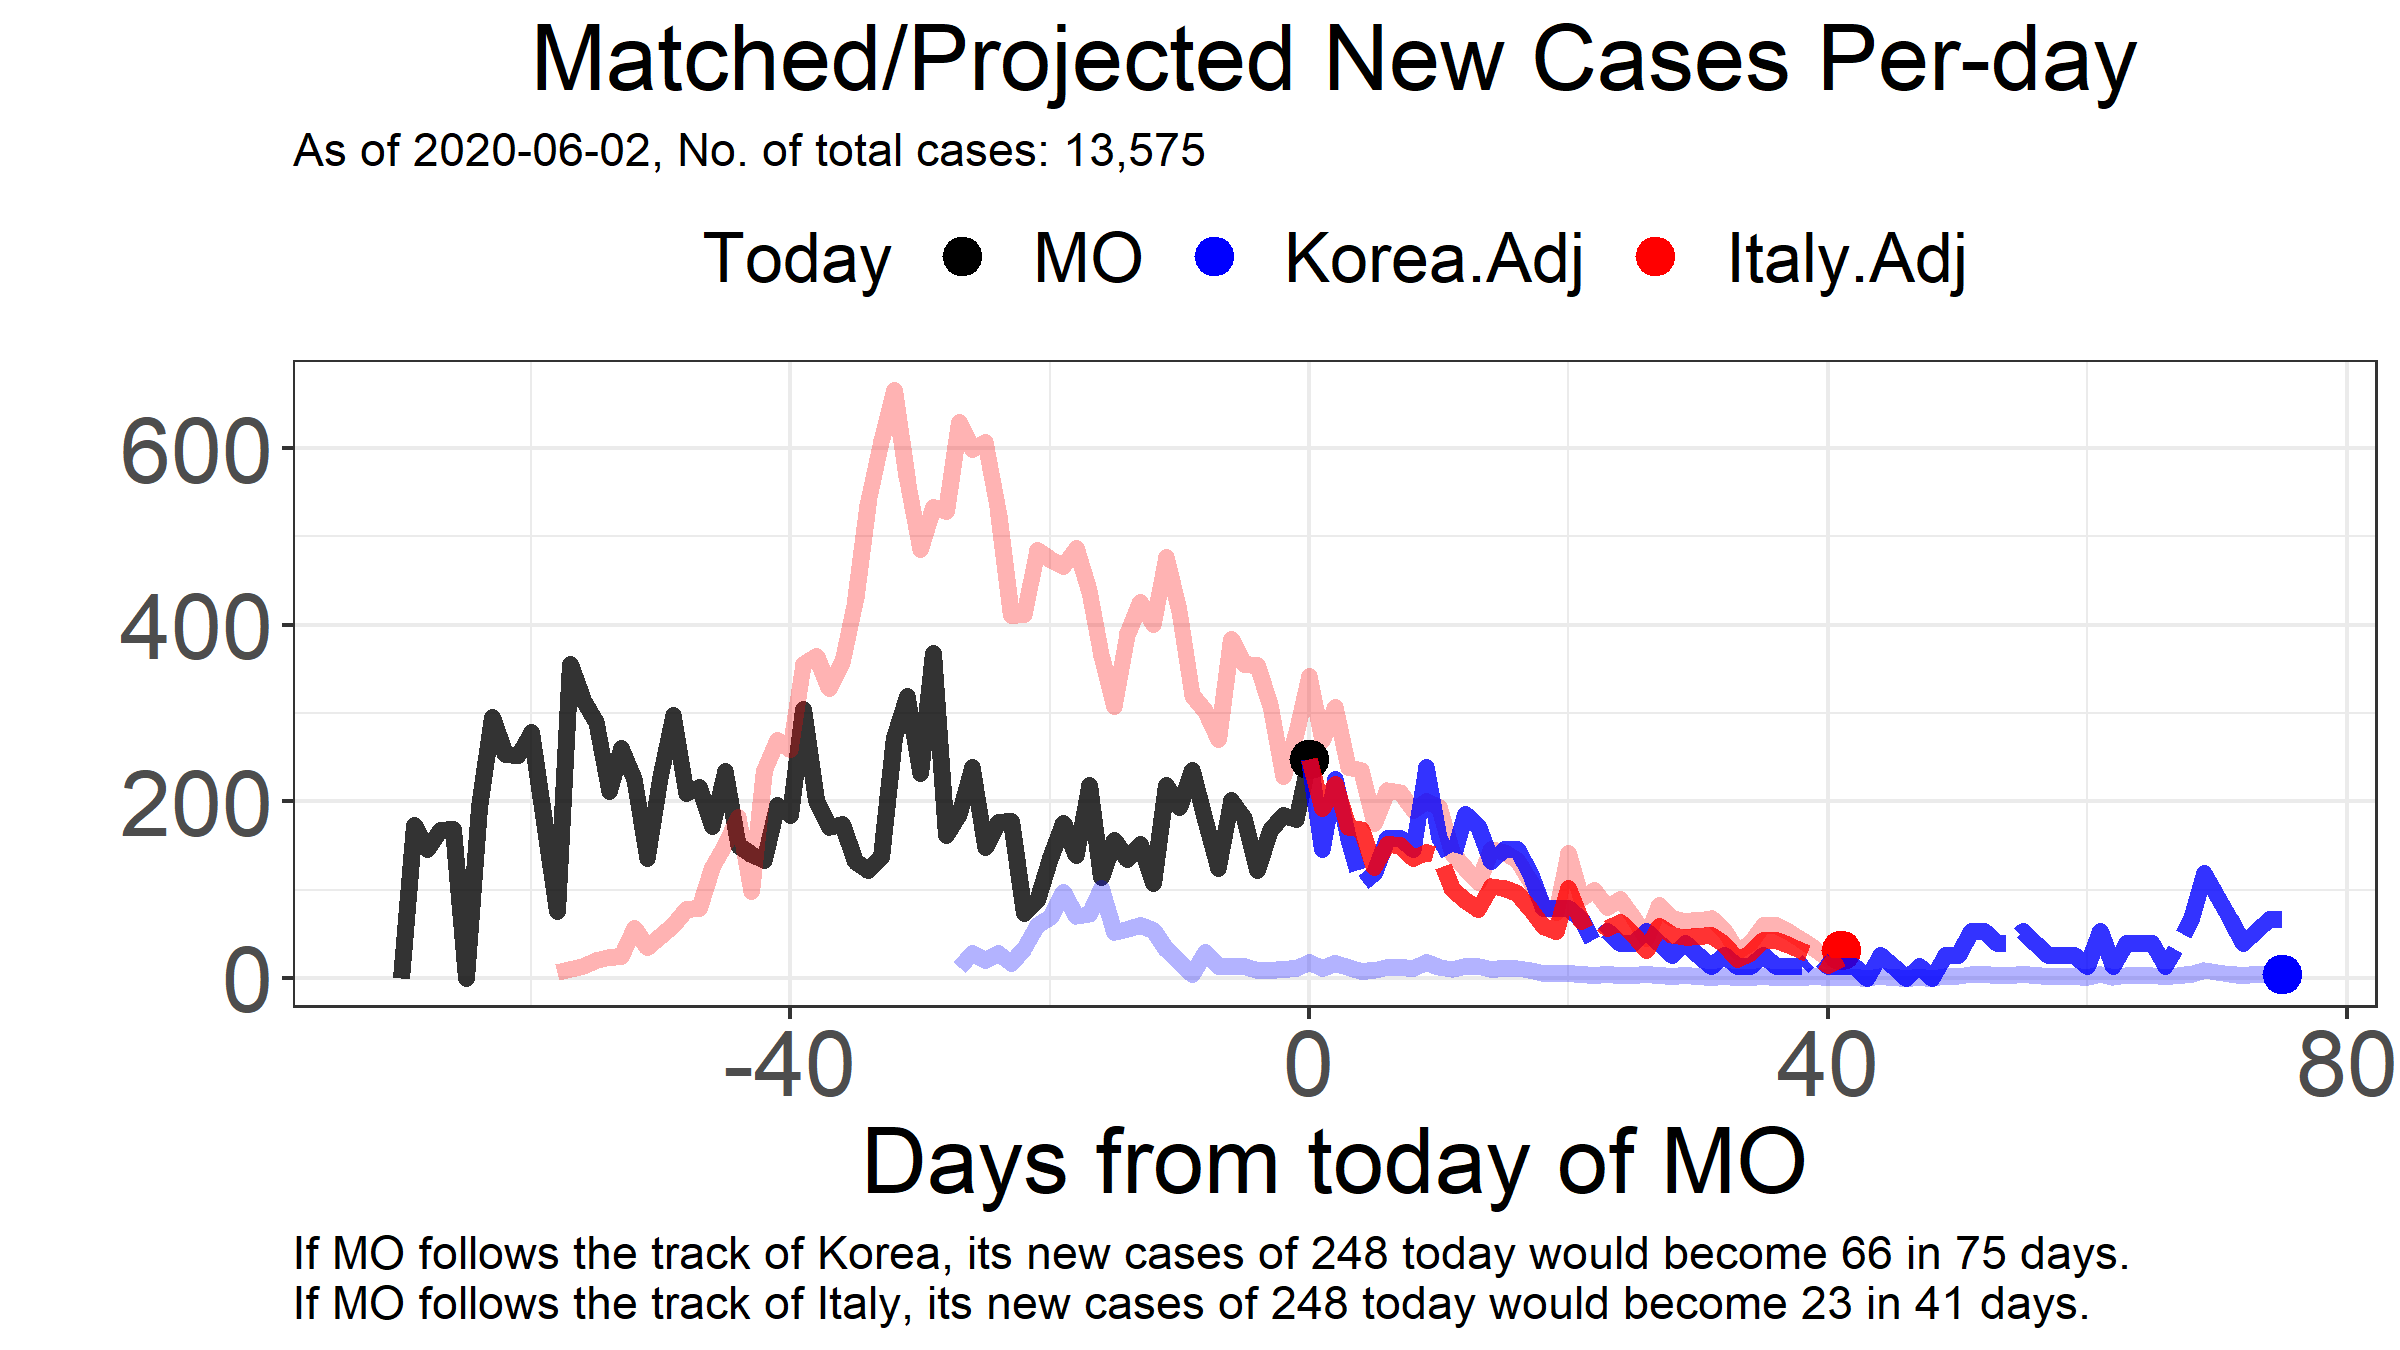 Matched/Projected New Cases Per-day
As of 2020-06-02, No. of total cases: 13,575
Today MO Korea.Adj Italy.Adj
600
400
200
0
-40 0 40 80
Days from today of MO
If MO follows the track of Korea, its new cases of 248 today would become 66 in 75 days.
If MO follows the track of Italy, its new cases of 248 today would become 23 in 41 days.